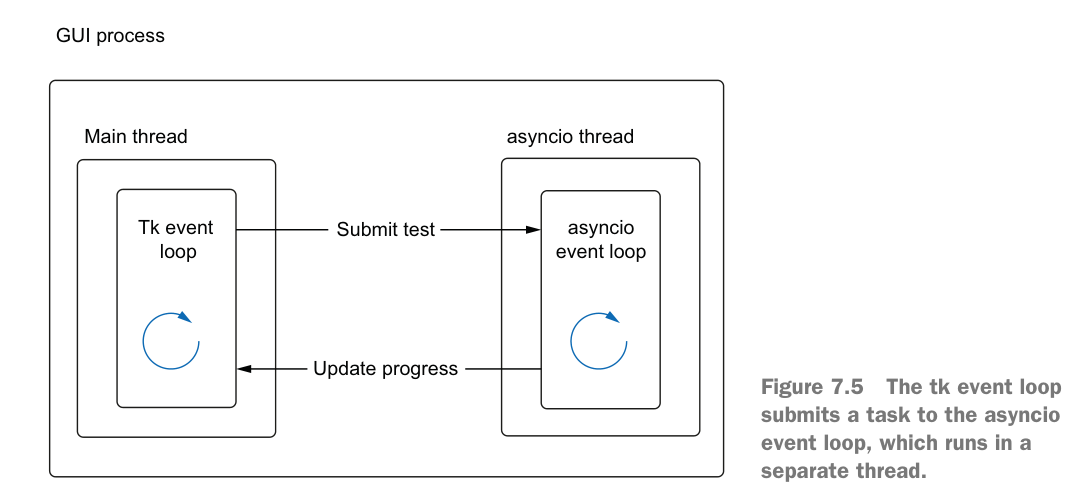 GUI process
Main thread
asyncio thread
Tk event
loop
Submit test
asyncio
event loop
Update progress
Figure 7.5 The tk event loop
submits a task to the asyncio
event loop, which runs in a
separate thread.